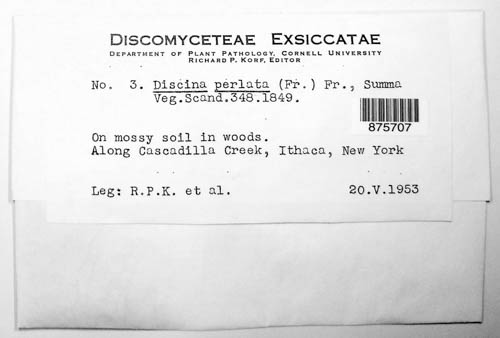 DISCOMYCETEAE EXSICCATAE
DEPARTMENT OF PLANT PATHOLOGY, CORNELL UNIVERSITY
RICHARD P. KORF, EDITOR
No. 3. Discina perlata (Fr.) Fr., Summa
Veg.Scand.348.1849.
875707
On mossy soil in woods.
Along Cascadilla Creek, Ithaca, New York
Leg: R.P.K. et al. 20.V.1953